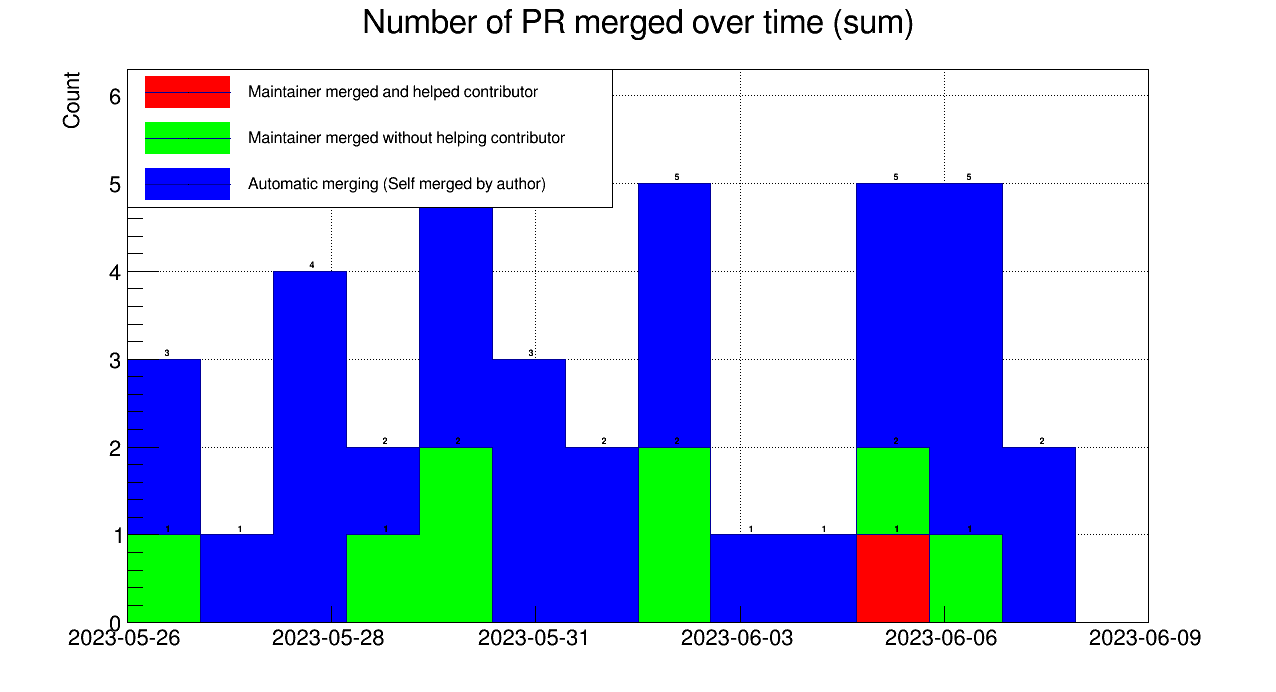 Number of PR merged over time (sum)
Count
Maintainer merged and helped contributor
Maintainer merged without helping contributor
Automatic merging (Self merged by author)
6
5
4
3
2
1
0
5 5 5
4
3 3
2 2 2 2 2 2
1 1 1 1 1 1 1
2023-05-26 2023-05-28 2023-05-31 2023-06-03 2023-06-06 2023-06-09